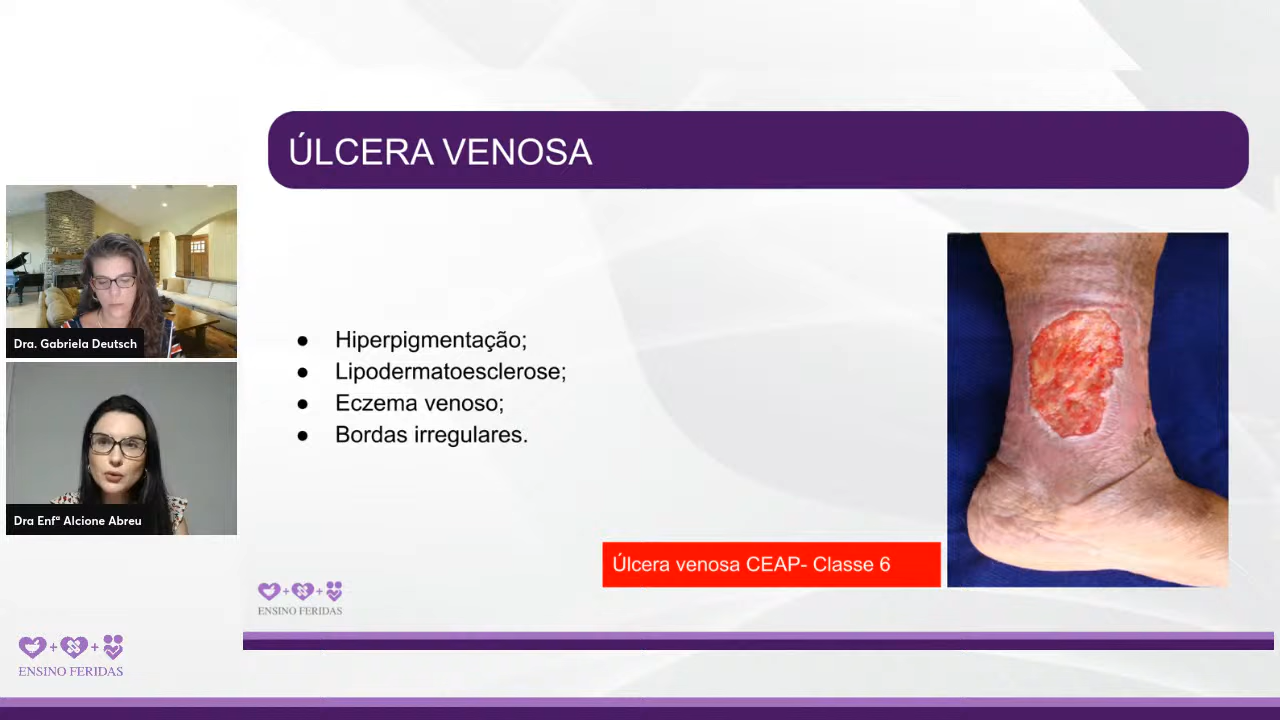 ÚLCERA VENOSA
Dra. Gabriela Deutsch
Dra Enfª Alcione Abreu
● Hiperpigmentação;
● Lipodermatoesclerose;
● Eczema venoso;
● Bordas irregulares.
Úlcera venosa CEAP- Classe 6
ENSINO FERIDAS
ENSINO FERIDAS